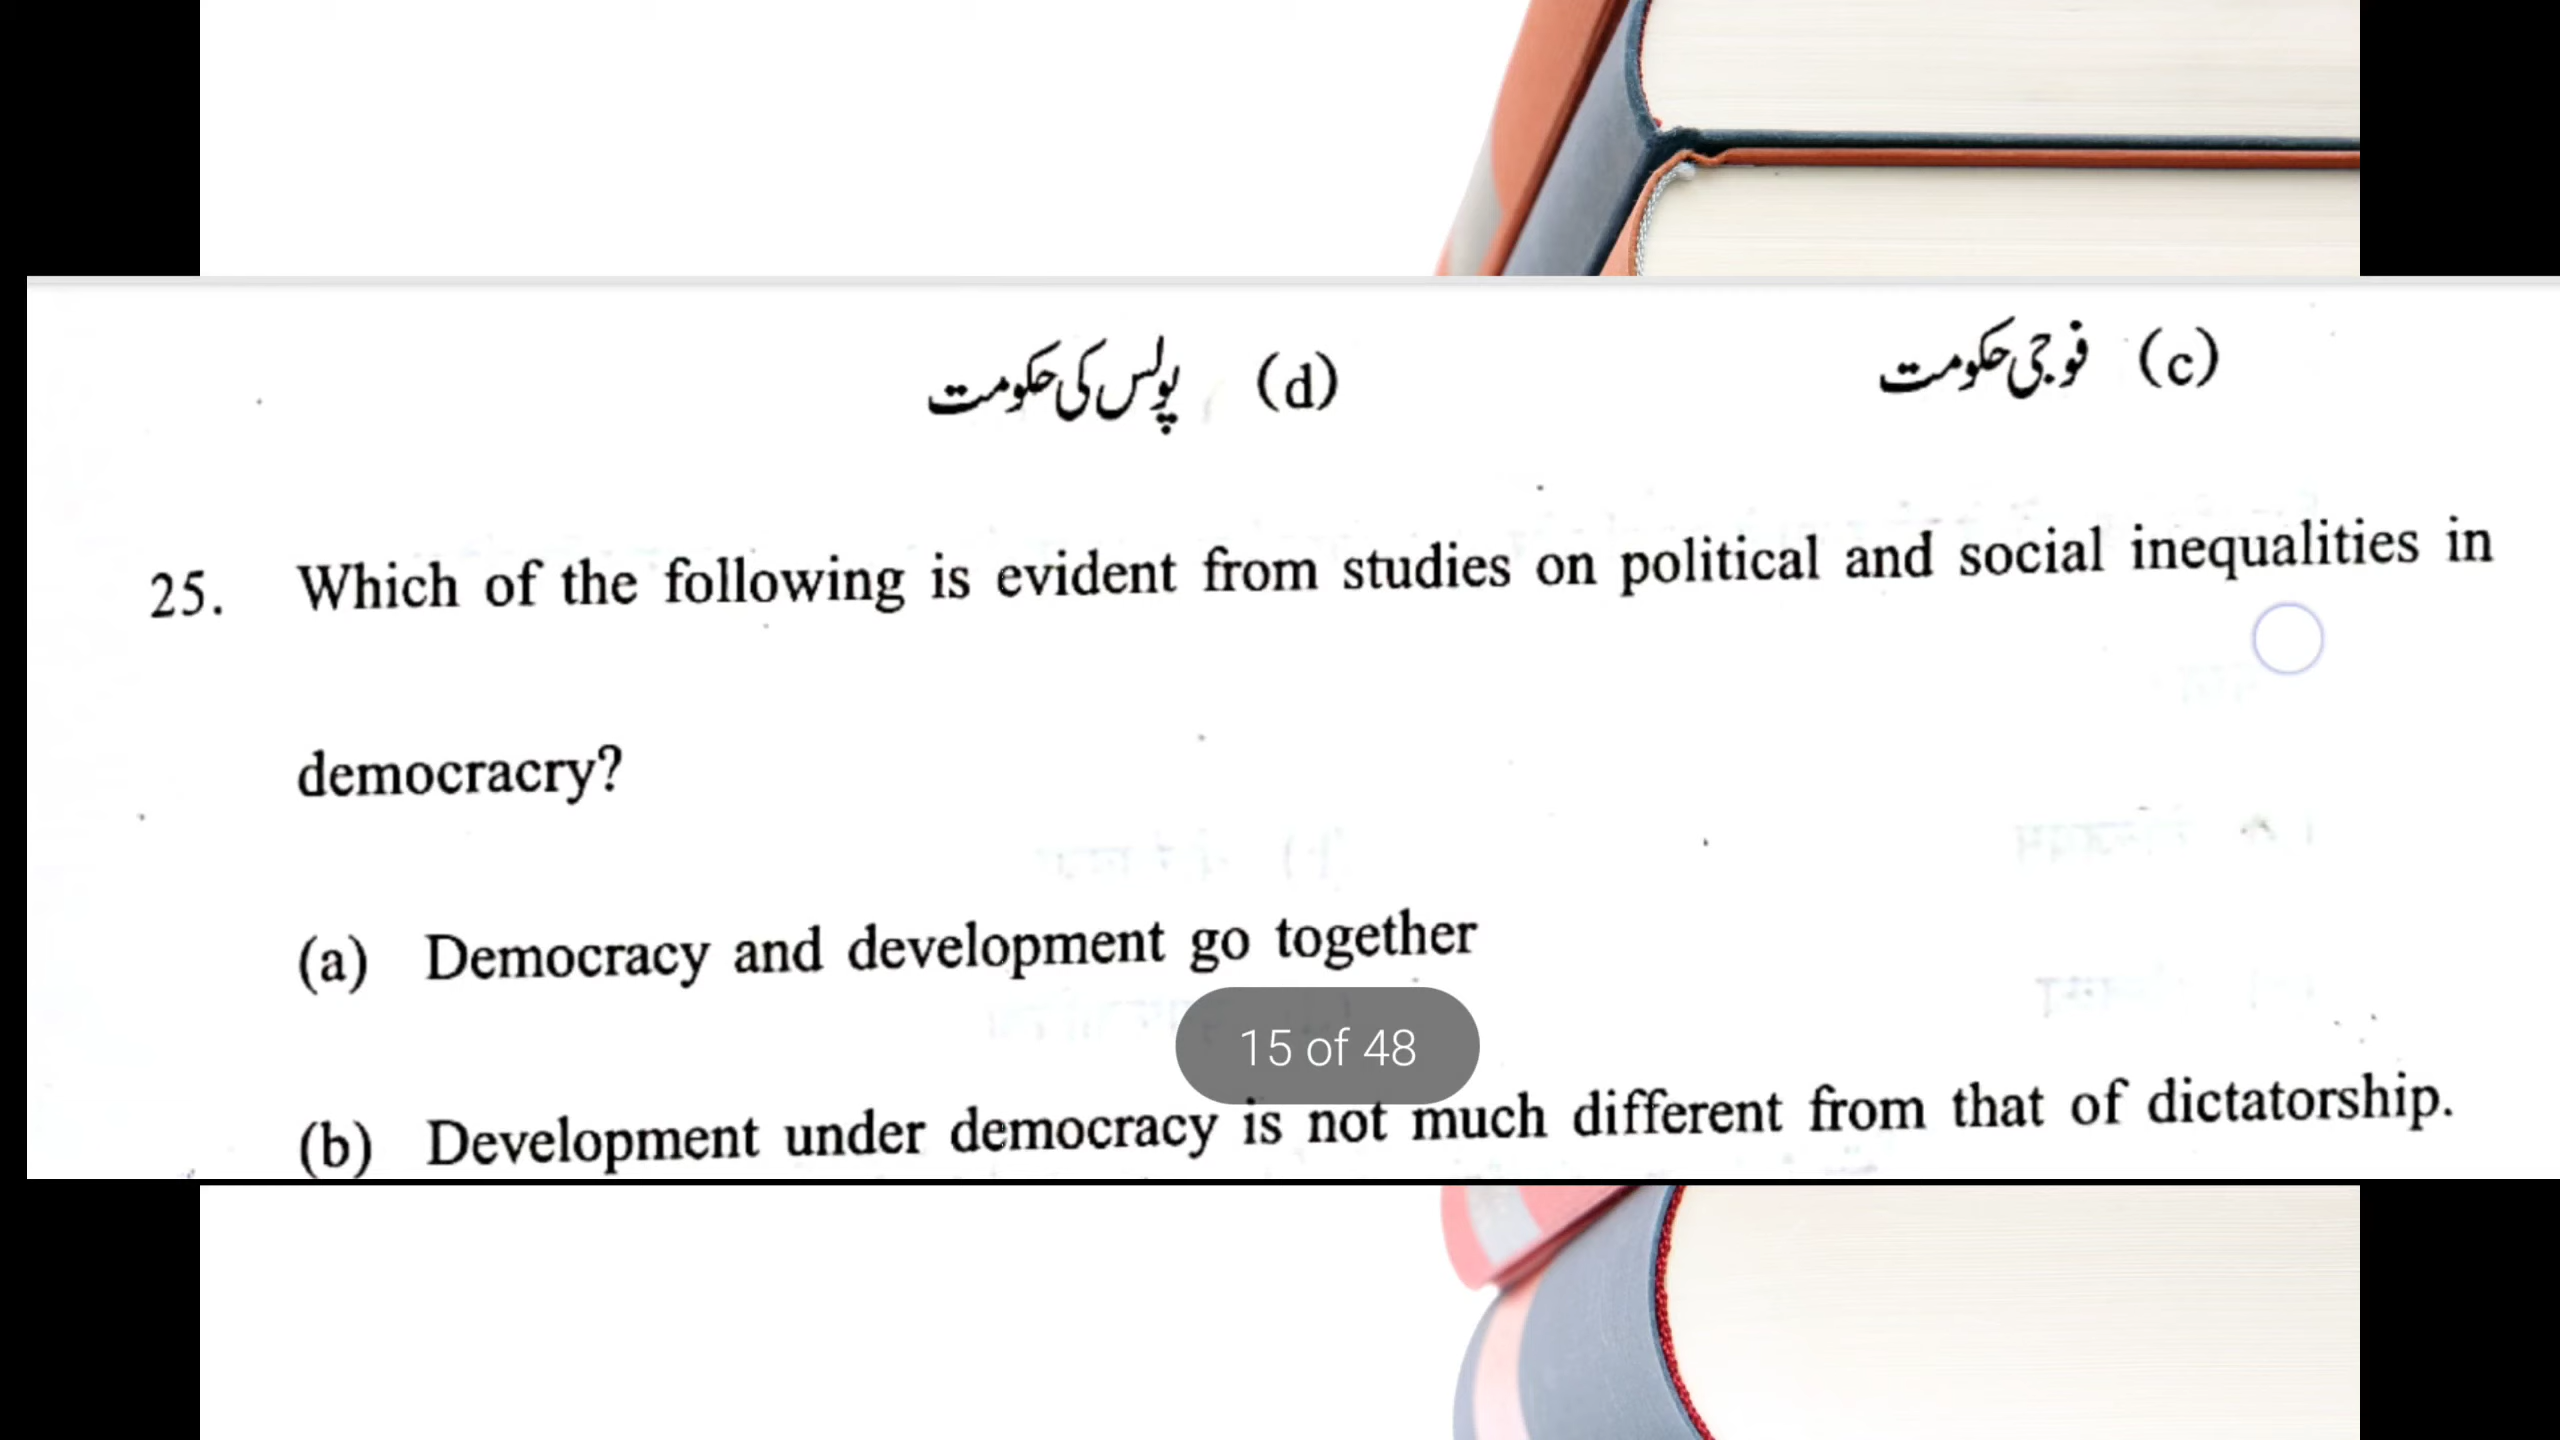 (c) فوجی حکومت (d) پولس کی حکومت
25. Which of the following is evident from studies on political and social inequalities in
democracry?
(a) Democracy and development go together
15 of 48
(b) Development under democracy is not much different from that of dictatorship.